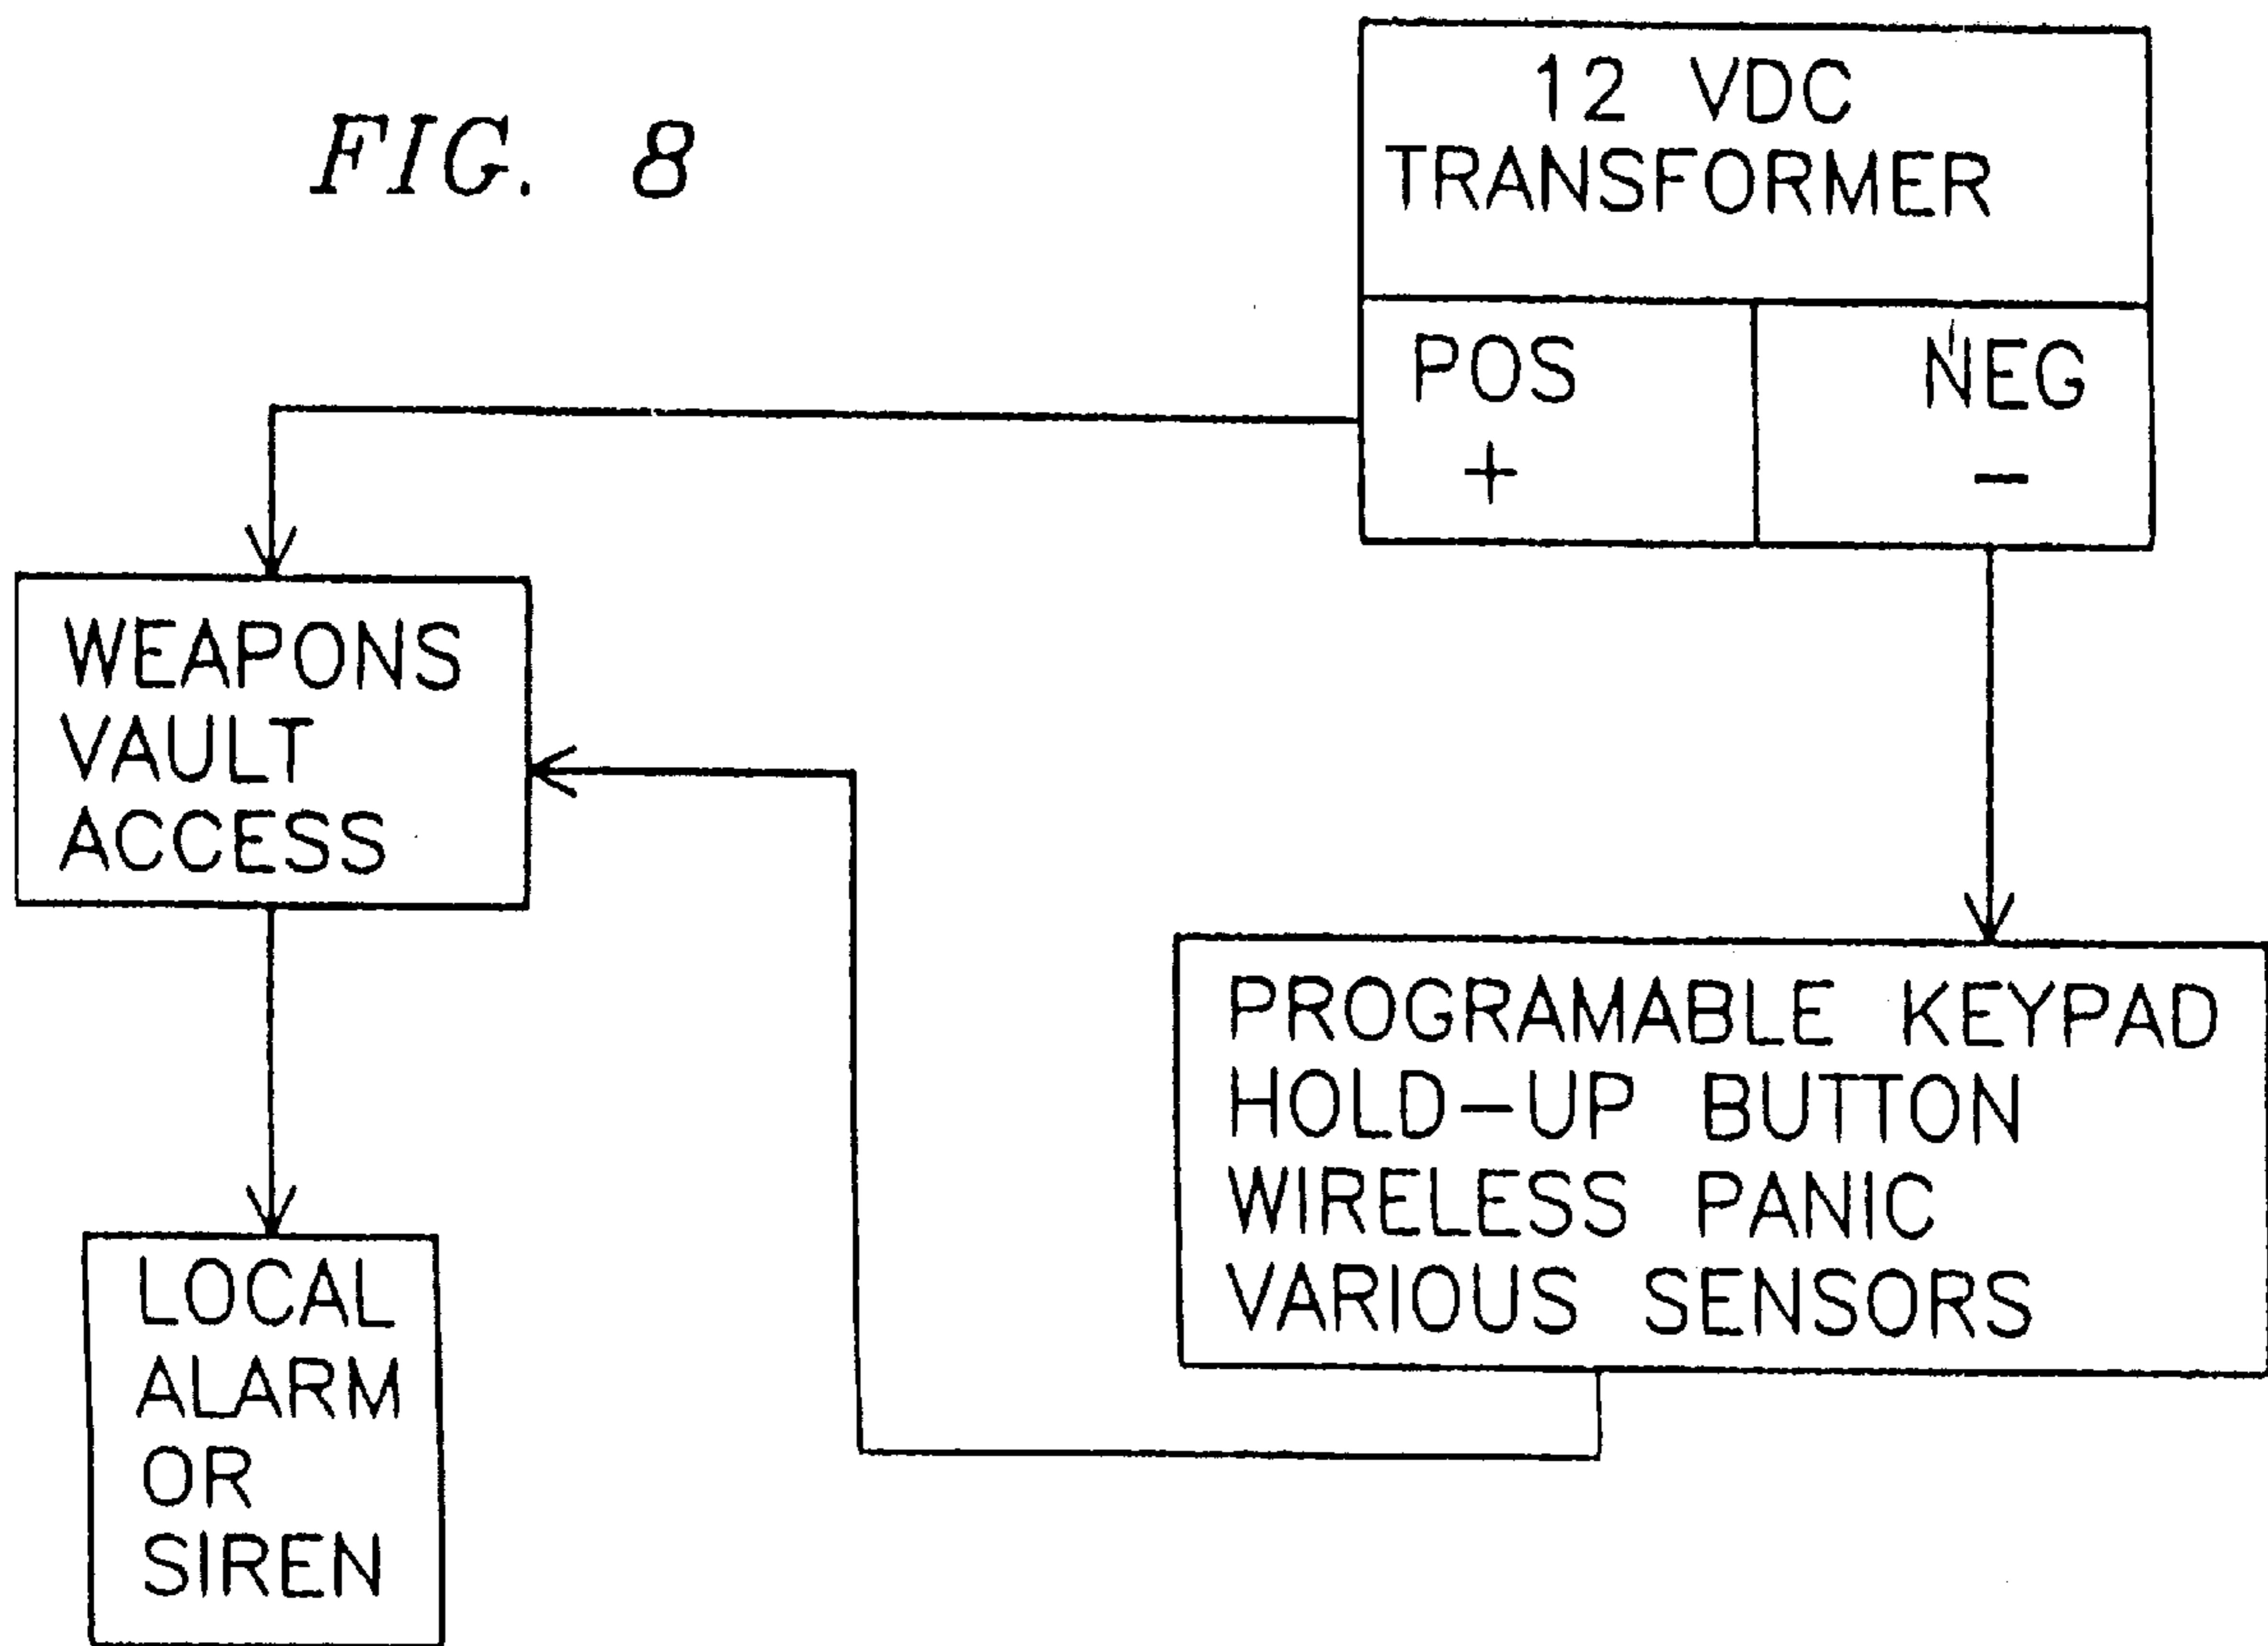 FIG. 8
12 VDC
TRANSFORMER
POS
+
NEG
-
WEAPONS
VAULT
ACCESS
PROGRAMABLE KEYPAD
HOLD-UP BUTTON
WIRELESS PANIC
VARIOUS SENSORS
LOCAL
ALARM
OR
SIREN